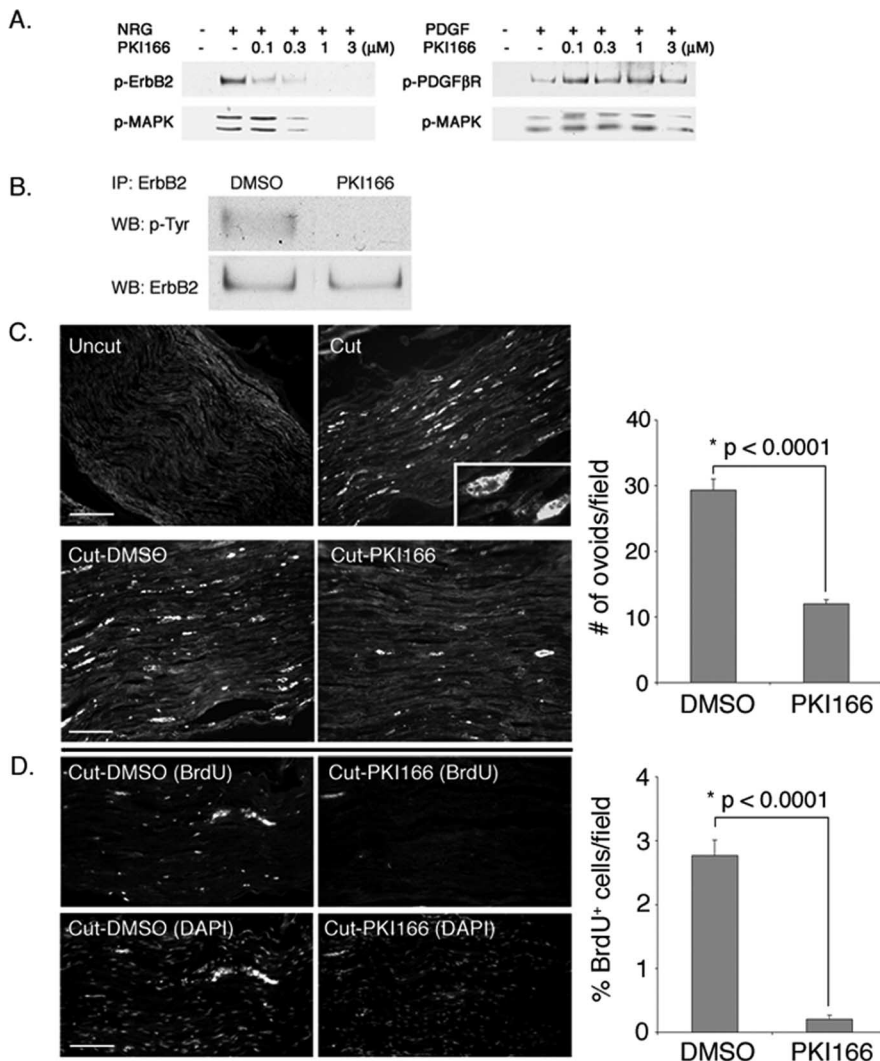 A.
NRG - + + + + +
PKI166 - - 0.1 0.3 1 3 (μM)
p-ErbB2
p-MAPK
PDGF - + + + + +
PKI166 - - 0.1 0.3 1 3 (μM)
p-PDGFβR
p-MAPK
B.
IP: ErbB2 DMSO PKI166
WB: p-Tyr
WB: ErbB2
C.
Uncut
Cut
Cut-DMSO
Cut-PKI166
40
30
20
10
0
# of ovoids/field
* p < 0.0001
DMSO PKI166
D.
Cut-DMSO (BrdU)
Cut-PKI166 (BrdU)
Cut-DMSO (DAPI)
Cut-PKI166 (DAPI)
4
3
2
1
0
% BrdU⁺ cells/field
* p < 0.0001
DMSO PKI166